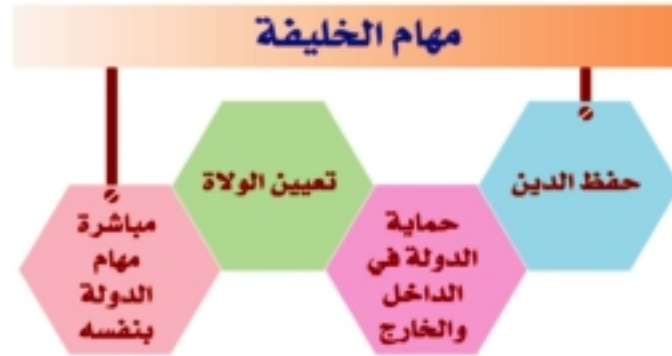 مهام الخليفة
حفظ الدين
حماية
الدولة في
الداخل
والخارج
تعيين الولاة
مباشرة
مهام
الدولة
بنفسه